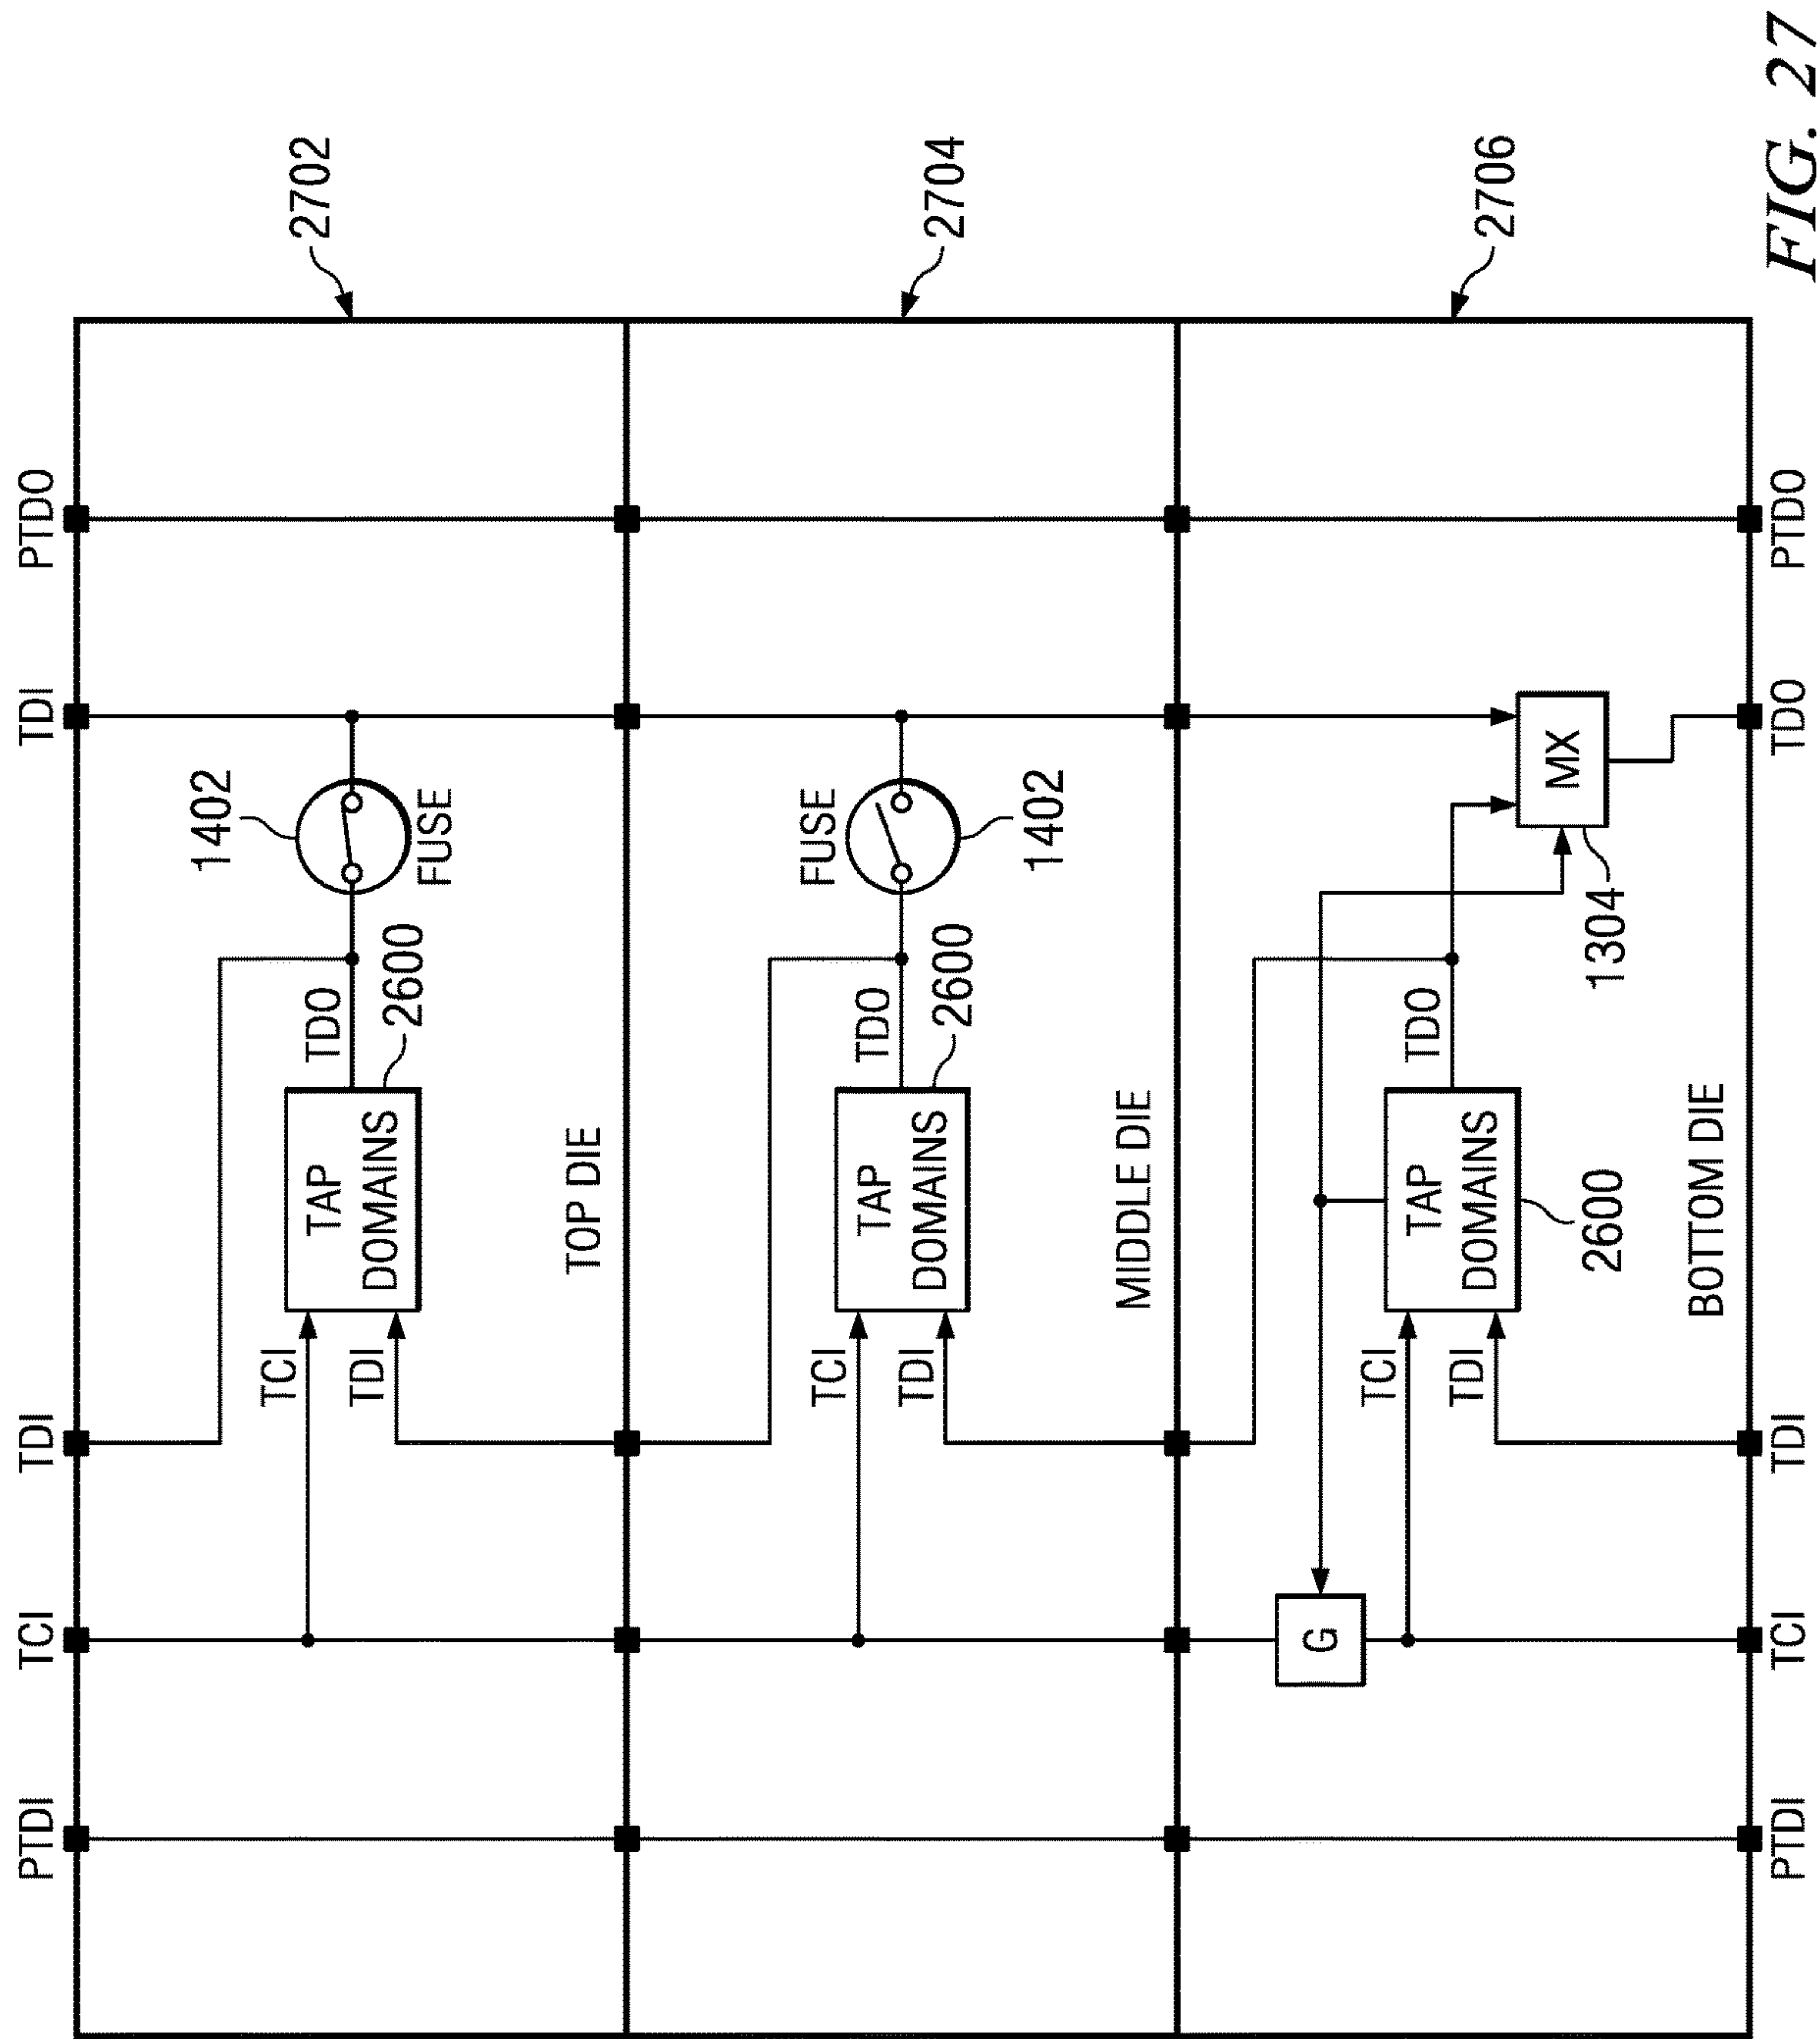 PTDI
TCI
TDI
TDI
PTDO
1402
2702
TCI
TDI
TAP
DOMAINS
TDO
2600
FUSE
TOP DIE
FUSE
2704
TCI
TDI
TAP
DOMAINS
TDO
2600
1402
MIDDLE DIE
G
TCI
TDI
TAP
DOMAINS
TDO
MX
2706
2600
1304
BOTTOM DIE
PTDI
TCI
TDI
TDO
PTDO
FIG. 27